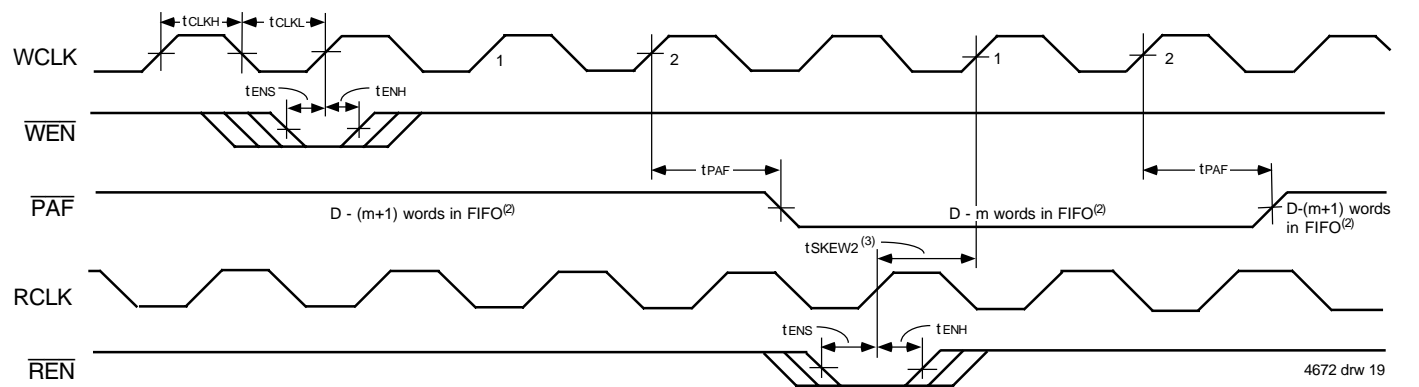 tCLKH tCLKL
WCLK 1 2 1 2
tENS tENH
WEN
tPAF tPAF
PAF D - (m+1) words in FIFO(2) D - m words in FIFO(2) D-(m+1) words
in FIFO(2)
tSKEW2 (3)
RCLK
tENS tENH
REN
4672 drw 19